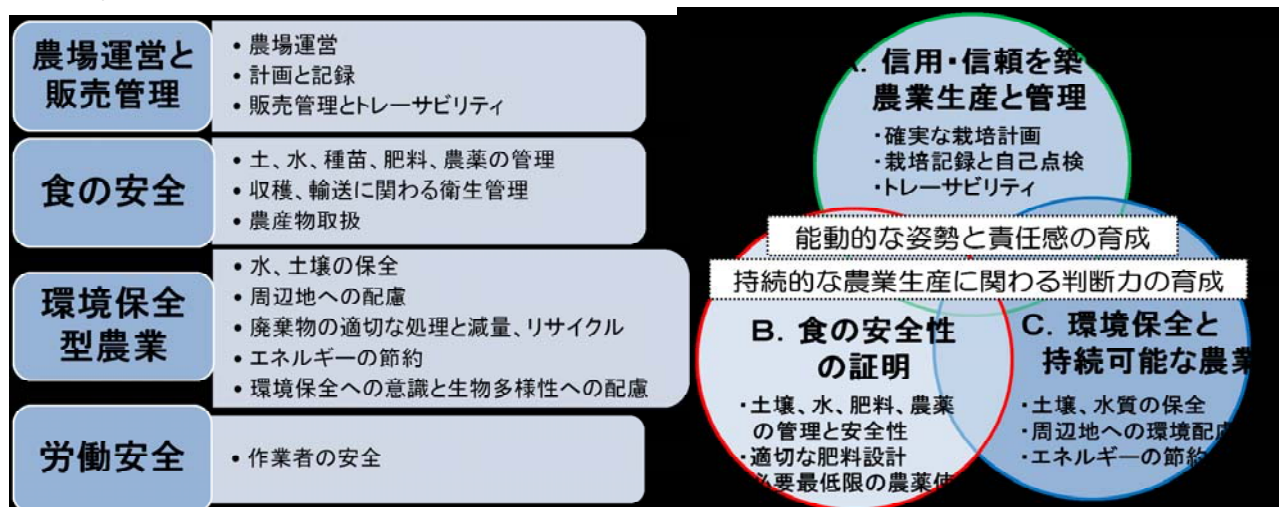 農場運営と
販売管理
• 農場運営
• 計画と記録
• 販売管理とトレーサビリティ
食の安全
• 土、水、種苗、肥料、農薬の管理
• 収穫、輸送に関わる衛生管理
• 農産物取扱
環境保全
型農業
• 水、土壌の保全
• 周辺地への配慮
• 廃棄物の適切な処理と減量、リサイクル
• エネルギーの節約
• 環境保全への意識と生物多様性への配慮
労働安全
• 作業者の安全
信用・信頼を築
農業生産と管理
・確実な栽培計画
・栽培記録と自己点検
・トレーサビリティ
能動的な姿勢と責任感の育成
持続的な農業生産に関わる判断力の育成
B. 食の安全性
の証明
・土壌、水、肥料、農薬
の管理と安全性
・適切な肥料設計
必要最低限の農薬使
C. 環境保全と
持続可能な農業
・土壌、水質の保全
・周辺地への環境配慮
・エネルギーの節約